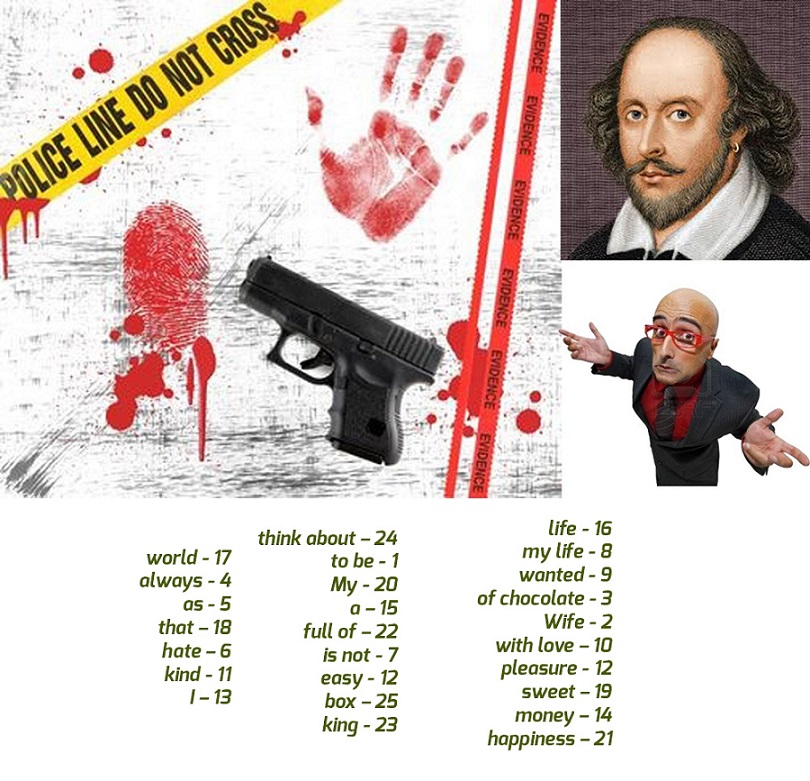 POLICE LINE DO NOT CROSS
EVIDENCE
EVIDENCE
EVIDENCE
EVIDENCE
EVIDENCE
EVIDENCE
world - 17
always - 4
as - 5
that – 18
hate – 6
kind - 11
I – 13
think about – 24
to be - 1
My - 20
a – 15
full of – 22
is not - 7
easy - 12
box – 25
king - 23
life - 16
my life - 8
wanted - 9
of chocolate - 3
Wife - 2
with love – 10
pleasure - 12
sweet – 19
money – 14
happiness – 21